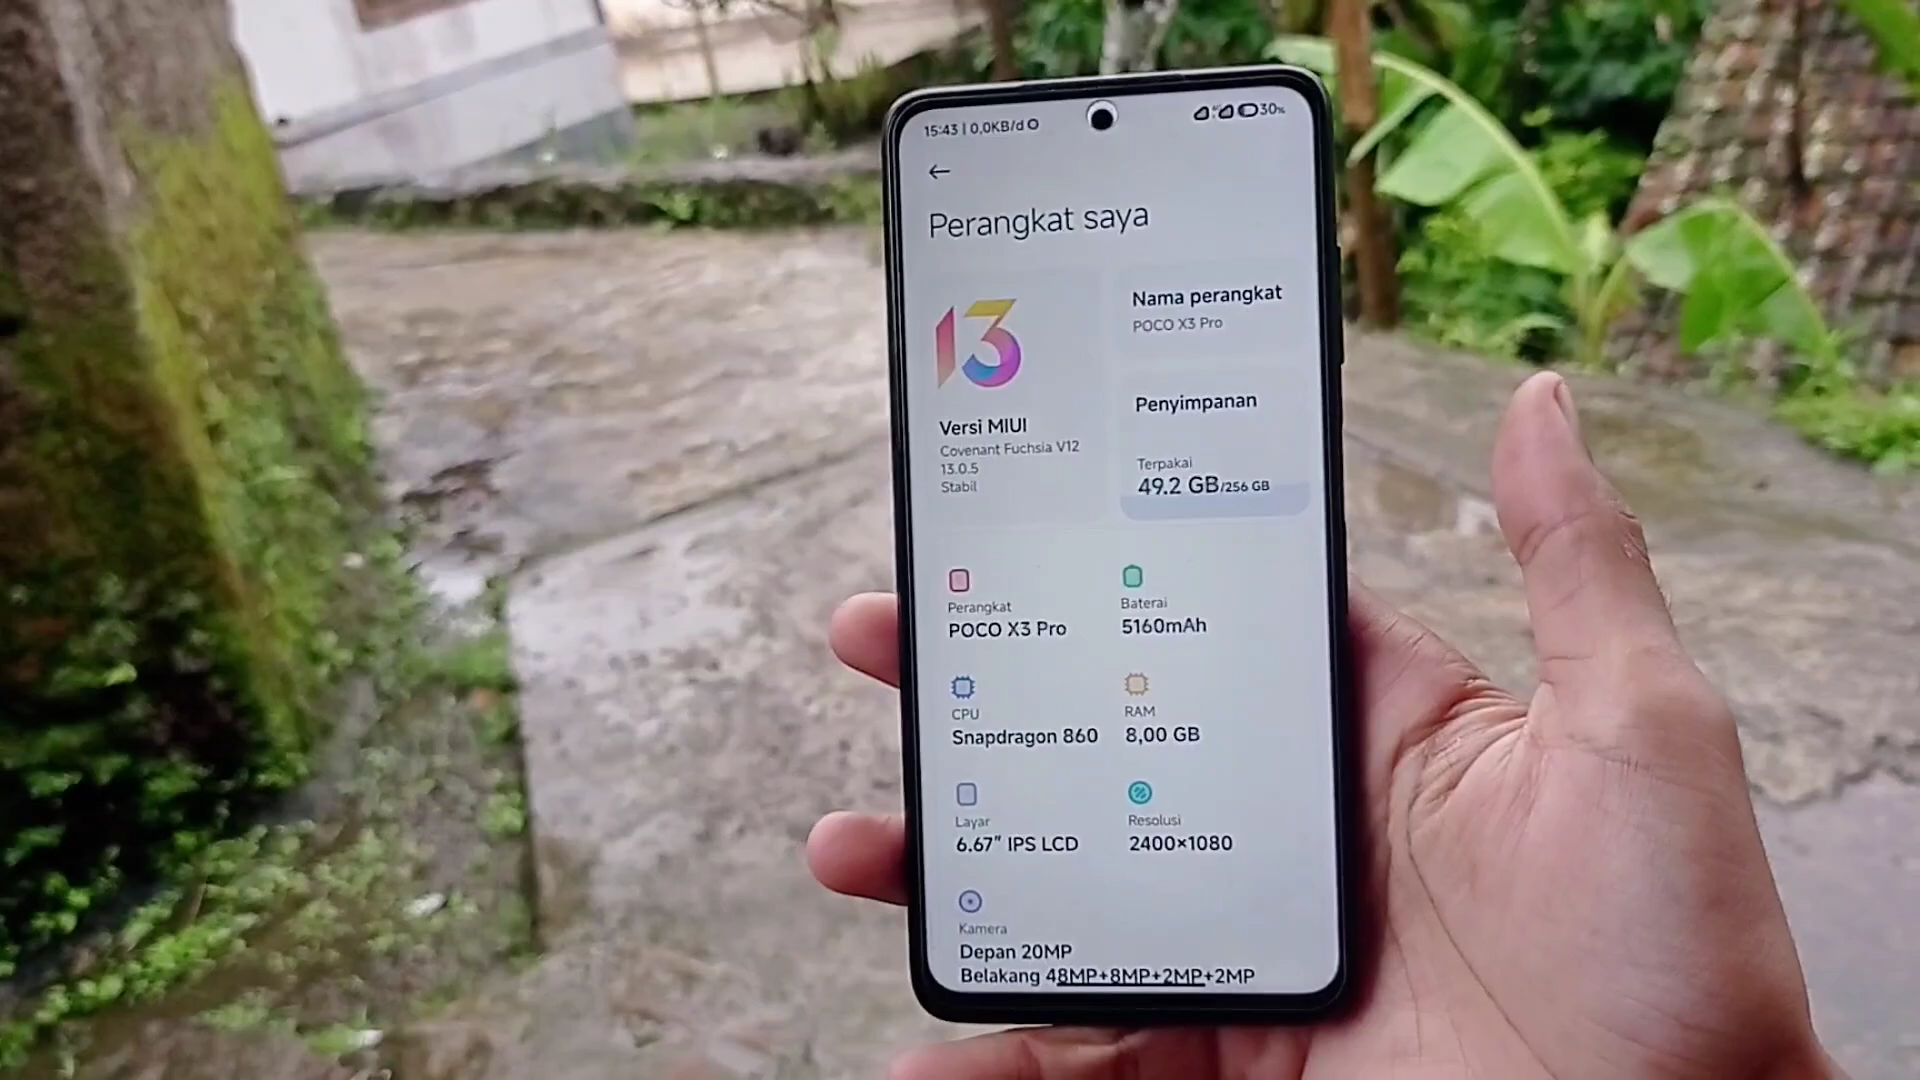 15:43 | 0,0KB/d
30%
Perangkat saya
13
Versi MIUI
Covenant Fuchsia V12
13.0.5
Stabil
Nama perangkat
POCO X3 Pro
Penyimpanan
Terpakai
49.2 GB/256 GB
Perangkat
POCO X3 Pro
Baterai
5160mAh
CPU
Snapdragon 860
RAM
8,00 GB
Layar
6.67” IPS LCD
Resolusi
2400×1080
Kamera
Depan 20MP
Belakang 48MP+8MP+2MP+2MP